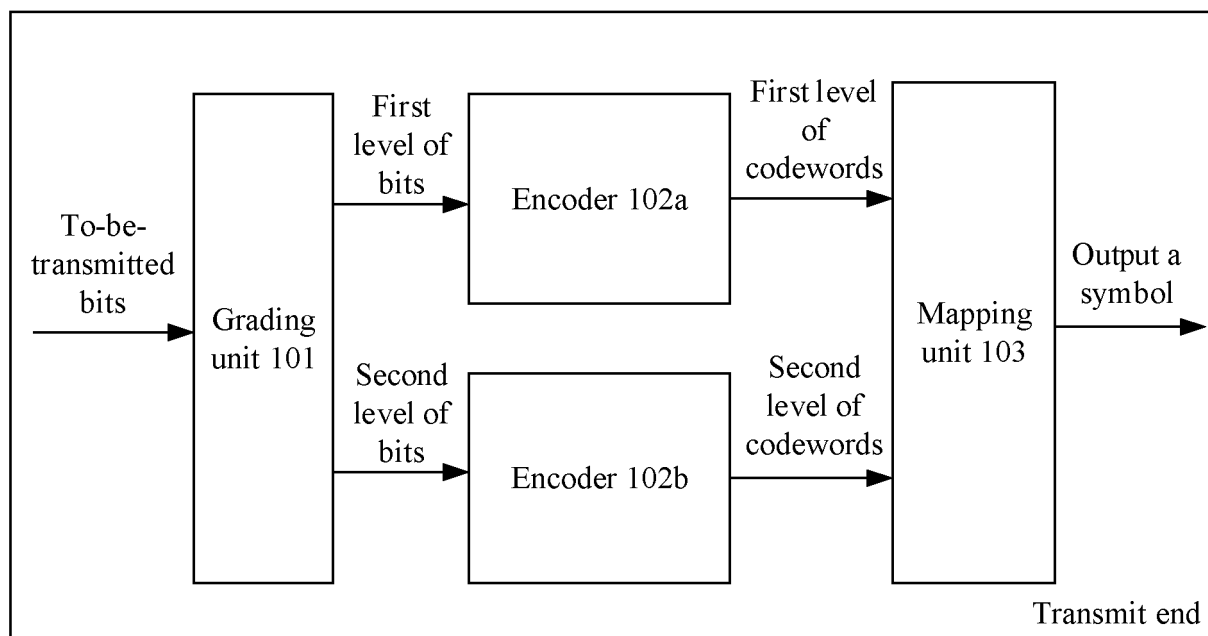 To-be-
transmitted
bits
Grading
unit 101
First
level of
bits
Second
level of
bits
Encoder 102a
Encoder 102b
First level
of
codewords
Second
level of
codewords
Mapping
unit 103
Output a
symbol
Transmit end